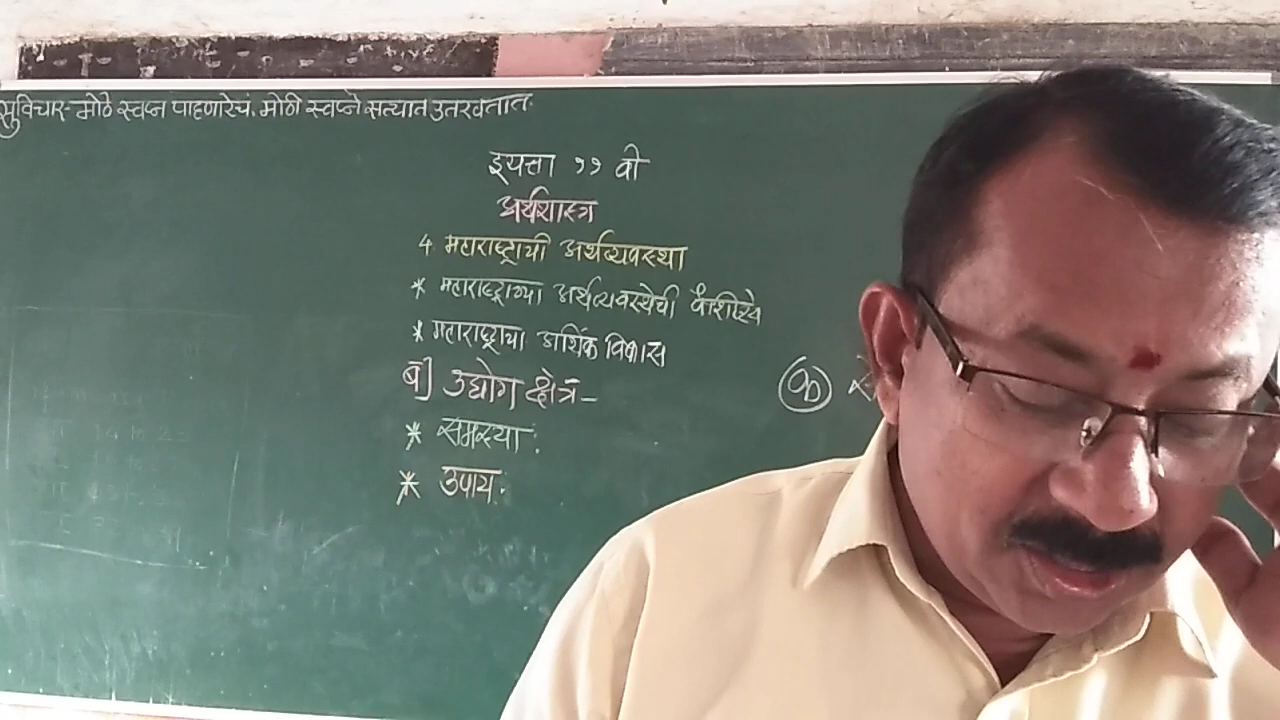 सुविचार- मोठे स्वप्न पाहणारेच. मोठी स्वप्ने सत्यात उतरवतात.
इयत्ता ११ वी
अर्थशास्त्र
4. महाराष्ट्राची अर्थव्यवस्था
* महाराष्ट्राच्या अर्थव्यवस्थेची वैशिष्ट्ये
* महाराष्ट्राचा आर्थिक विकास
ब] उद्योग क्षेत्र-
* समस्या:
* उपाय: